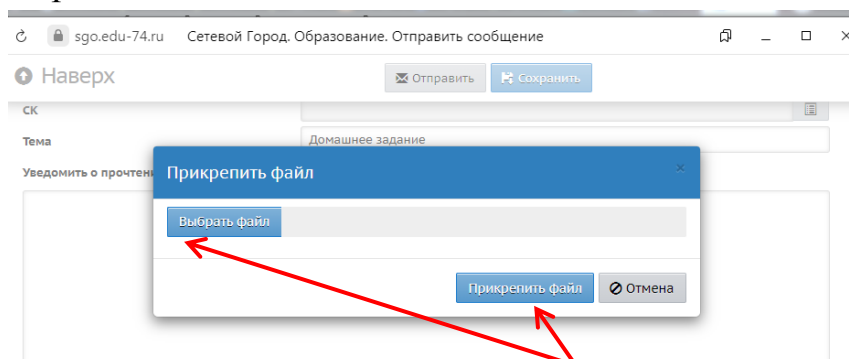 sgo.edu-74.ru Сетевой Город. Образование. Отправить сообщение
Наверх Отправить Сохранить
СК
Тема Домашнее задание
Уведомить о прочтен
Прикрепить файл
Выбрать файл
Прикрепить файл Отмена